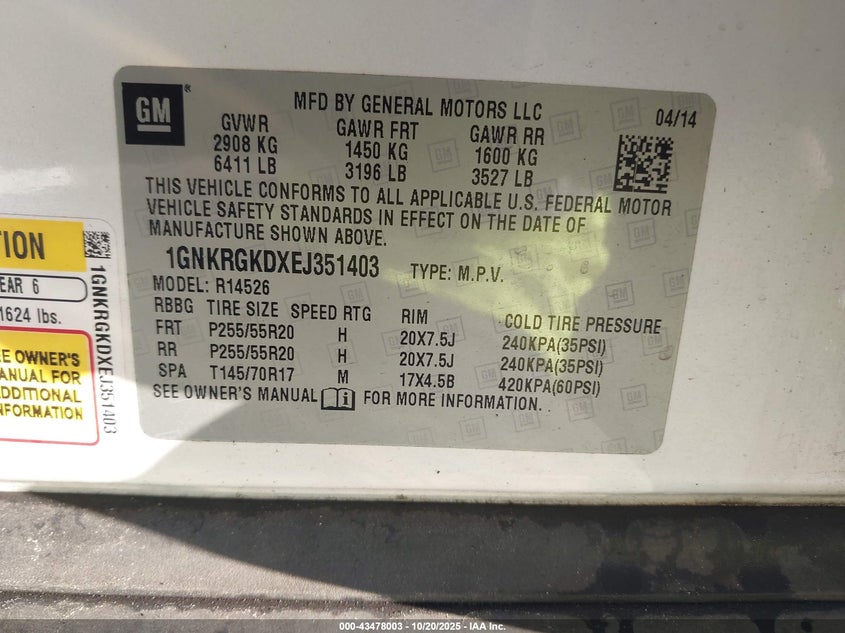 GM
®
MFD BY GENERAL MOTORS LLC
04/14
GVWR GAWR FRT GAWR RR
2908 KG 1450 KG 1600 KG
6411 LB 3196 LB 3527 LB
THIS VEHICLE CONFORMS TO ALL APPLICABLE U.S. FEDERAL MOTOR
VEHICLE SAFETY STANDARDS IN EFFECT ON THE DATE OF
MANUFACTURE SHOWN ABOVE.
1GNKRGKDXEJ351403 TYPE: M.P.V.
MODEL: R14526
RBBG TIRE SIZE SPEED RTG RIM COLD TIRE PRESSURE
FRT P255/55R20 H 20X7.5J 240KPA(35PSI)
RR P255/55R20 H 20X7.5J 240KPA(35PSI)
SPA T145/70R17 M 17X4.5B 420KPA(60PSI)
SEE OWNER'S MANUAL FOR MORE INFORMATION.
TION
EAR 6
1624 lbs.
EE OWNER'S
ANUAL FOR
ADDITIONAL
NFORMATION
1GNKRGKDXEJ351403
000-43478003 - 10/20/2025 - IAA Inc.